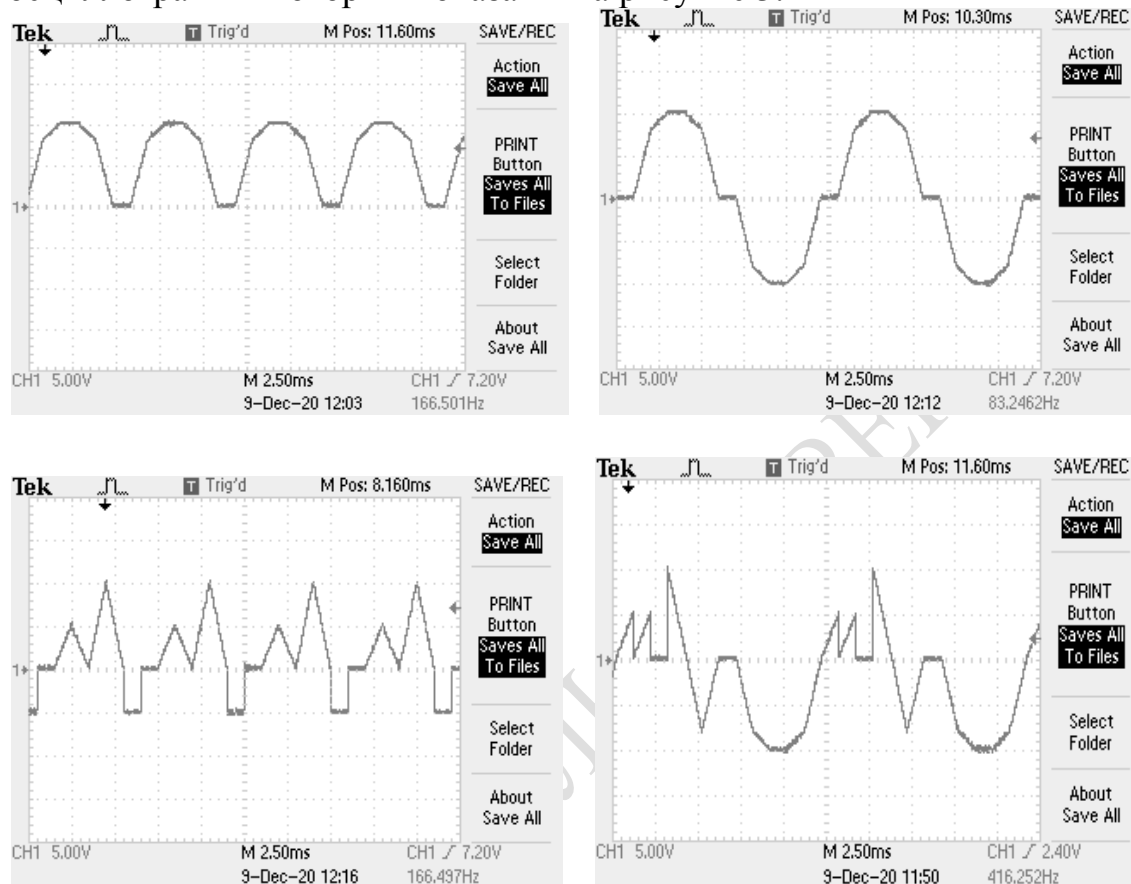 Tek Trig'd M Pos: 11.60ms SAVE/REC
Action
Save All
PRINT
Button
Saves All
To Files
Select
Folder
About
Save All
1
CH1 5.00V M 2.50ms CH1 7.20V
9-Dec-20 12:03 166.501Hz
Tek Trig'd M Pos: 10.30ms SAVE/REC
Action
Save All
PRINT
Button
Saves All
To Files
Select
Folder
About
Save All
1
CH1 5.00V M 2.50ms CH1 7.20V
9-Dec-20 12:12 83.2462Hz
Tek Trig'd M Pos: 8.160ms SAVE/REC
Action
Save All
PRINT
Button
Saves All
To Files
Select
Folder
About
Save All
1
CH1 5.00V M 2.50ms CH1 7.20V
9-Dec-20 12:16 166.497Hz
Tek Trig'd M Pos: 11.60ms SAVE/REC
Action
Save All
PRINT
Button
Saves All
To Files
Select
Folder
About
Save All
1
CH1 5.00V M 2.50ms CH1 2.40V
9-Dec-20 11:50 416.252Hz